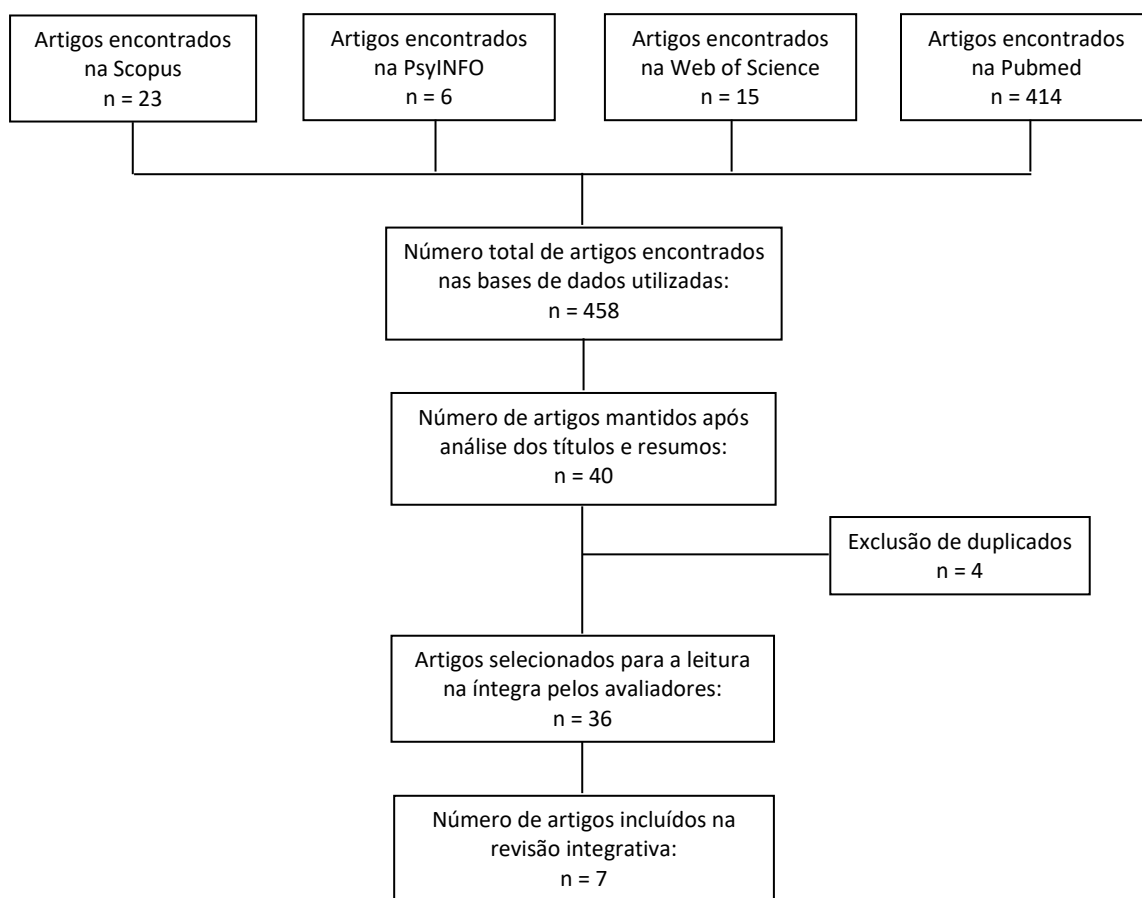 Artigos encontrados
na Scopus
n = 23
Artigos encontrados
na PsyINFO
n = 6
Artigos encontrados
na Web of Science
n = 15
Artigos encontrados
na Pubmed
n = 414
Número total de artigos encontrados
nas bases de dados utilizadas:
n = 458
Número de artigos mantidos após
análise dos títulos e resumos:
n = 40
Exclusão de duplicados
n = 4
Artigos selecionados para a leitura
na íntegra pelos avaliadores:
n = 36
Número de artigos incluídos na
revisão integrativa:
n = 7